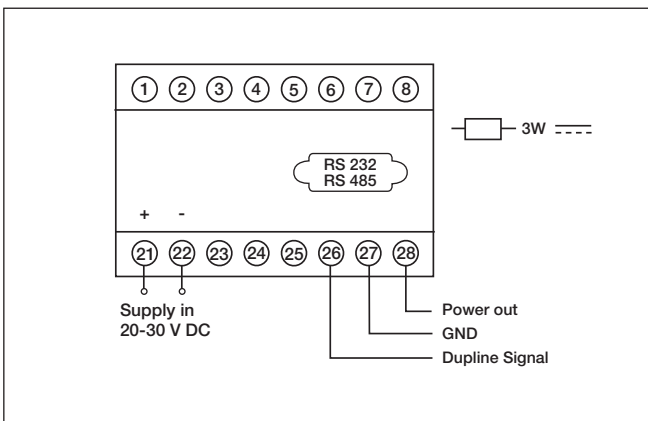 1 2 3 4 5 6 7 8
3W
RS 232
RS 485
+ -
21 22 23 24 25 26 27 28
Supply in
20-30 V DC
Power out
GND
Dupline Signal